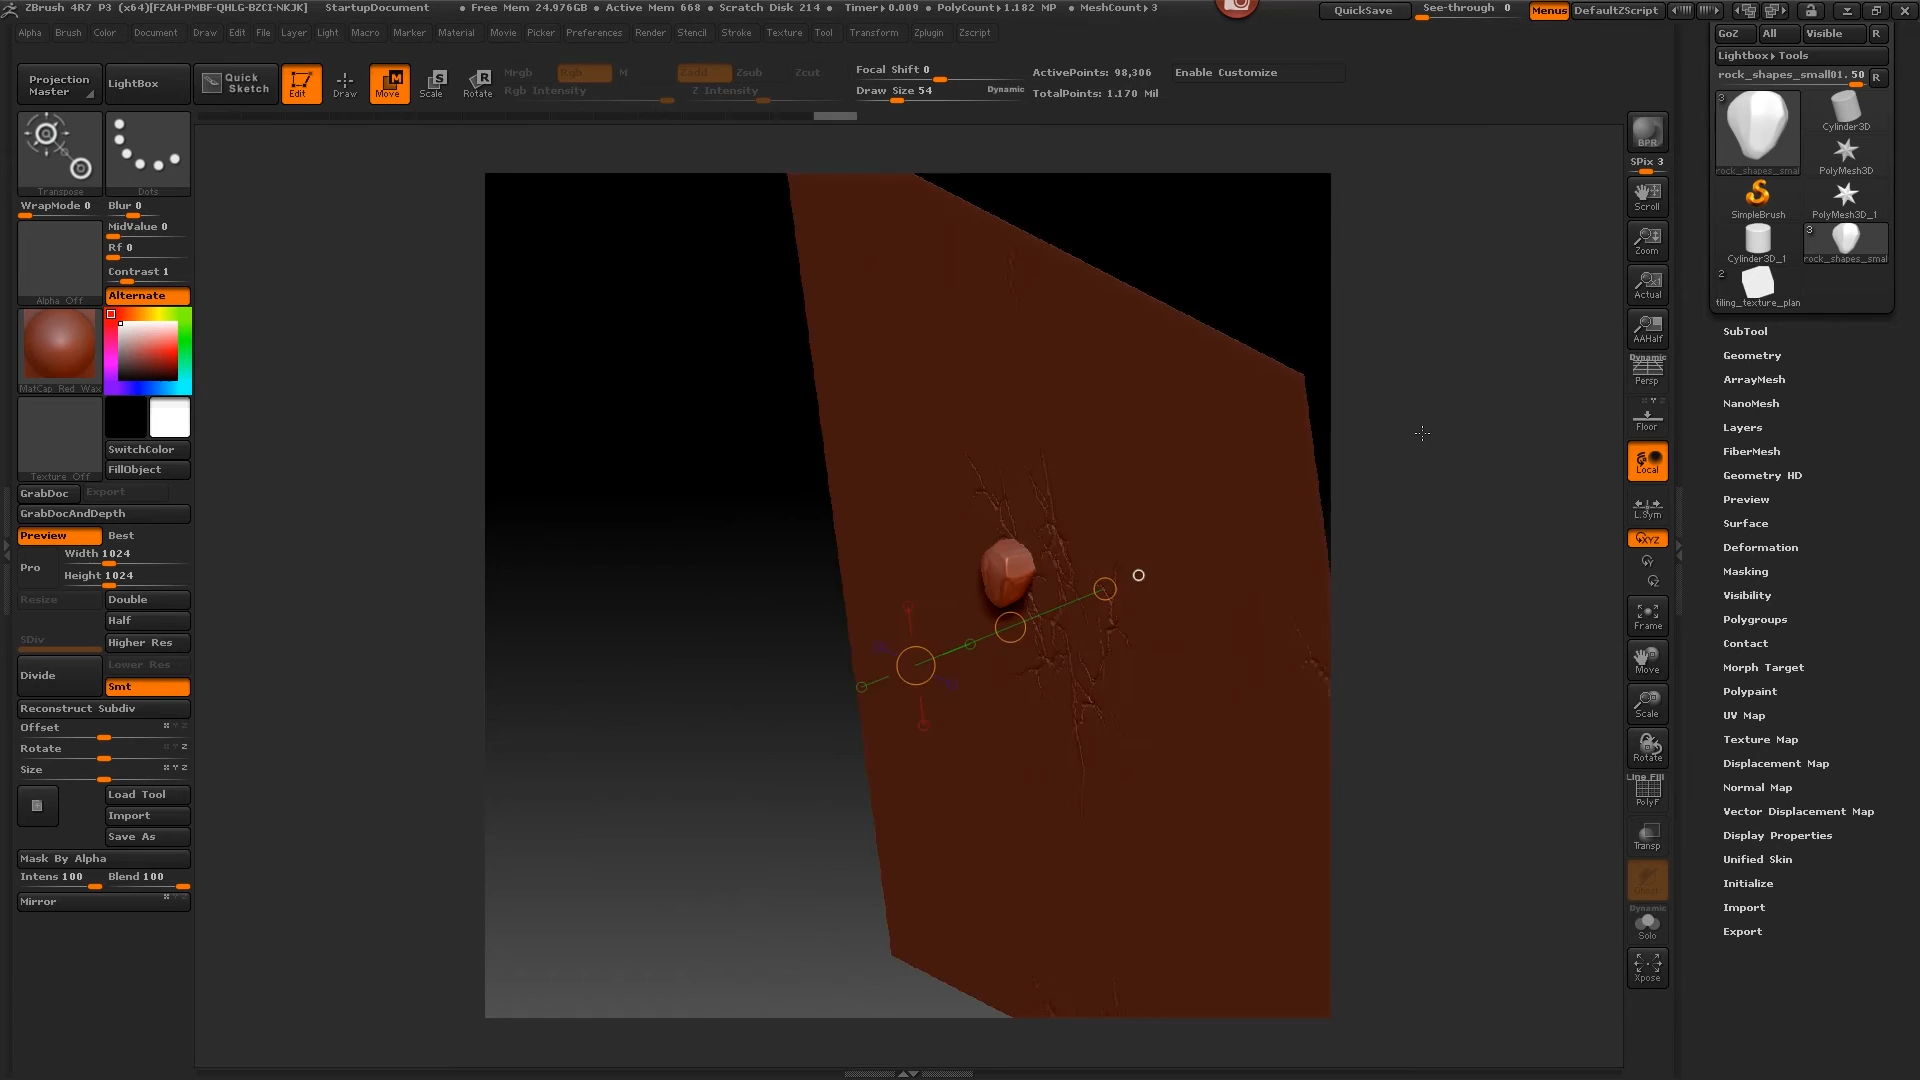 ZBrush 4R7 P3 (x64)[FZAH-PMBF-QHLG-BZCI-NKJK] StartupDocument • Free Mem 24.976GB • Active Mem 668 • Scratch Disk 214 • Timer▸0.009 • PolyCount▸1.182 MP • MeshCount▸3 QuickSave See-through 0 Menus DefaultZScript
Alpha Brush Color Document Draw Edit File Layer Light Macro Marker Material Movie Picker Preferences Render Stencil Stroke Texture Tool Transform Zplugin Zscript
GoZ All Visible R
Lightbox▸Tools
rock_shapes_small01. 50 R
Projection Master
LightBox
Quick Sketch
Edit
Draw
Move
Scale
Rotate
Mrgb Rgb M
Rgb Intensity
Zadd Zsub Zcut
Z Intensity
Focal Shift 0
Draw Size 54 Dynamic
ActivePoints: 98,306
TotalPoints: 1.170 Mil
Enable Customize
Transpose Dots
WrapMode 0 Blur 0
MidValue 0
Rf 0
Contrast 1
Alpha Off Alternate
MatCap Red Wax
Texture Off
SwitchColor
FillObject
GrabDoc Export
GrabDocAndDepth
Preview Best
Pro Width 1024
Height 1024
Resize Double
Half
SDiv Higher Res
Divide Lower Res
Smt
Reconstruct Subdiv
Offset X Y Z
Rotate X Y Z
Size X Y Z
Load Tool
Import
Save As
Mask By Alpha
Intens 100 Blend 100
Mirror X Y Z
BPR
SPix 3
Scroll
Zoom
Actual
AAHalf
Dynamic
Persp
Floor
Local
L.Sym
XYZ
Y
Z
Frame
Move
Scale
Rotate
Line Fill
PolyF
Transp
Ghost
Dynamic
Solo
Xpose
3
rock_shapes_smal
Cylinder3D
PolyMesh3D
SimpleBrush PolyMesh3D_1
3
Cylinder3D_1 rock_shapes_smal
2
tiling_texture_plan
SubTool
Geometry
ArrayMesh
NanoMesh
Layers
FiberMesh
Geometry HD
Preview
Surface
Deformation
Masking
Visibility
Polygroups
Contact
Morph Target
Polypaint
UV Map
Texture Map
Displacement Map
Normal Map
Vector Displacement Map
Display Properties
Unified Skin
Initialize
Import
Export